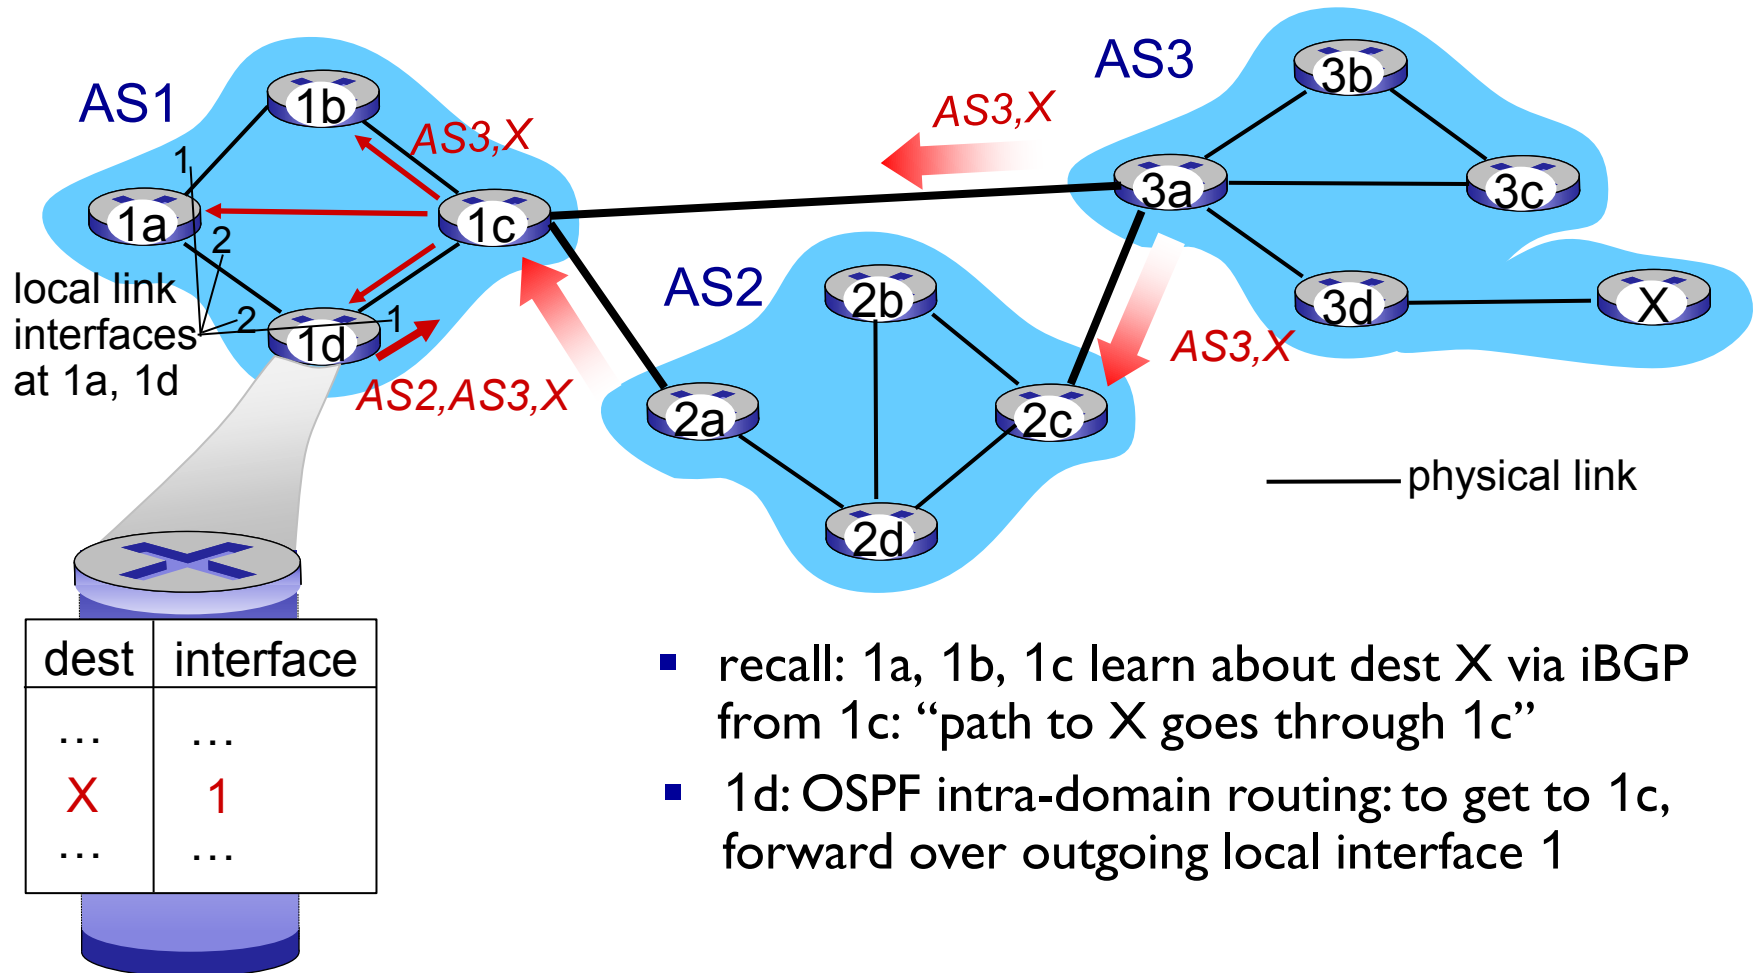 AS3
3b
AS1
1b
AS3,X
AS3,X
1
3a
3c
1a
1c
2
AS2
2b
local link
interfaces
at 1a, 1d
2
1
1d
3d
X
AS3,X
AS2,AS3,X
2a
2c
physical link
2d
dest interface
... ...
X 1
... ...
▪ recall: 1a, 1b, 1c learn about dest X via iBGP
from 1c: “path to X goes through 1c”
▪ 1d: OSPF intra-domain routing: to get to 1c,
forward over outgoing local interface 1